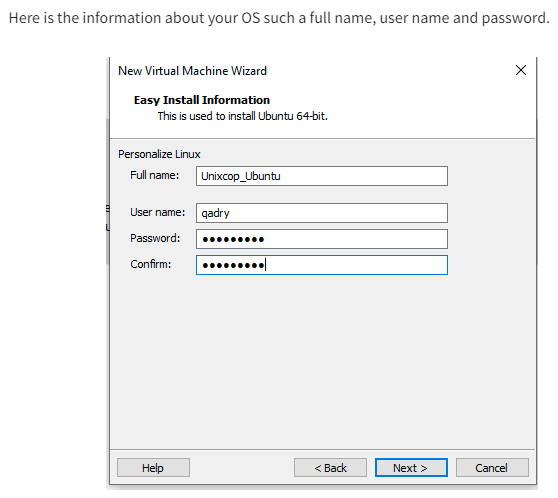 Here is the information about your OS such a full name, user name and password.
New Virtual Machine Wizard
Easy Install Information
This is used to install Ubuntu 64-bit.
Personalize Linux
Full name: Unixcop_Ubuntu
User name: qadry
Password: •••••••••
Confirm: •••••••••
Help < Back Next > Cancel